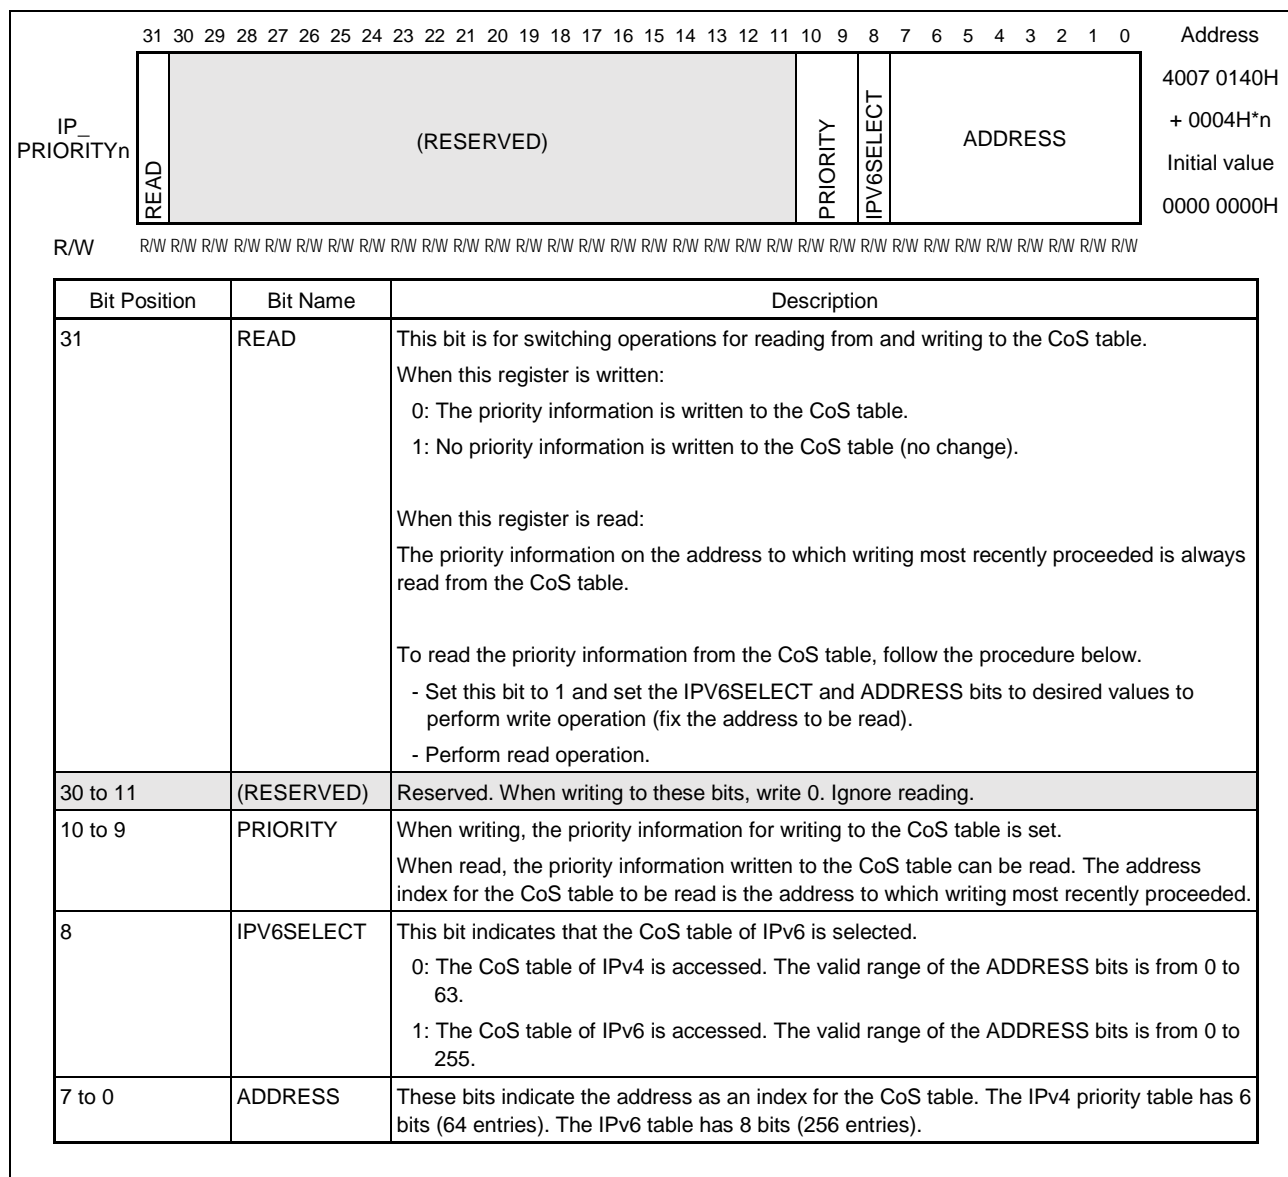 31 30 29 28 27 26 25 24 23 22 21 20 19 18 17 16 15 14 13 12 11 10 9 8 7 6 5 4 3 2 1 0 Address
4007 0140H
+ 0004H*n
Initial value
0000 0000H
IP_
PRIORITYn
READ
(RESERVED)
PRIORITY
IPV6SELECT
ADDRESS
R/W R/W R/W R/W R/W R/W R/W R/W R/W R/W R/W R/W R/W R/W R/W R/W R/W R/W R/W R/W R/W R/W R/W R/W R/W R/W R/W R/W R/W R/W R/W R/W R/W
Bit Position Bit Name Description
31 READ This bit is for switching operations for reading from and writing to the CoS table.
When this register is written:
0: The priority information is written to the CoS table.
1: No priority information is written to the CoS table (no change).
When this register is read:
The priority information on the address to which writing most recently proceeded is always
read from the CoS table.
To read the priority information from the CoS table, follow the procedure below.
- Set this bit to 1 and set the IPV6SELECT and ADDRESS bits to desired values to
perform write operation (fix the address to be read).
- Perform read operation.
30 to 11 (RESERVED) Reserved. When writing to these bits, write 0. Ignore reading.
10 to 9 PRIORITY When writing, the priority information for writing to the CoS table is set.
When read, the priority information written to the CoS table can be read. The address
index for the CoS table to be read is the address to which writing most recently proceeded.
8 IPV6SELECT This bit indicates that the CoS table of IPv6 is selected.
0: The CoS table of IPv4 is accessed. The valid range of the ADDRESS bits is from 0 to
63.
1: The CoS table of IPv6 is accessed. The valid range of the ADDRESS bits is from 0 to
255.
7 to 0 ADDRESS These bits indicate the address as an index for the CoS table. The IPv4 priority table has 6
bits (64 entries). The IPv6 table has 8 bits (256 entries).